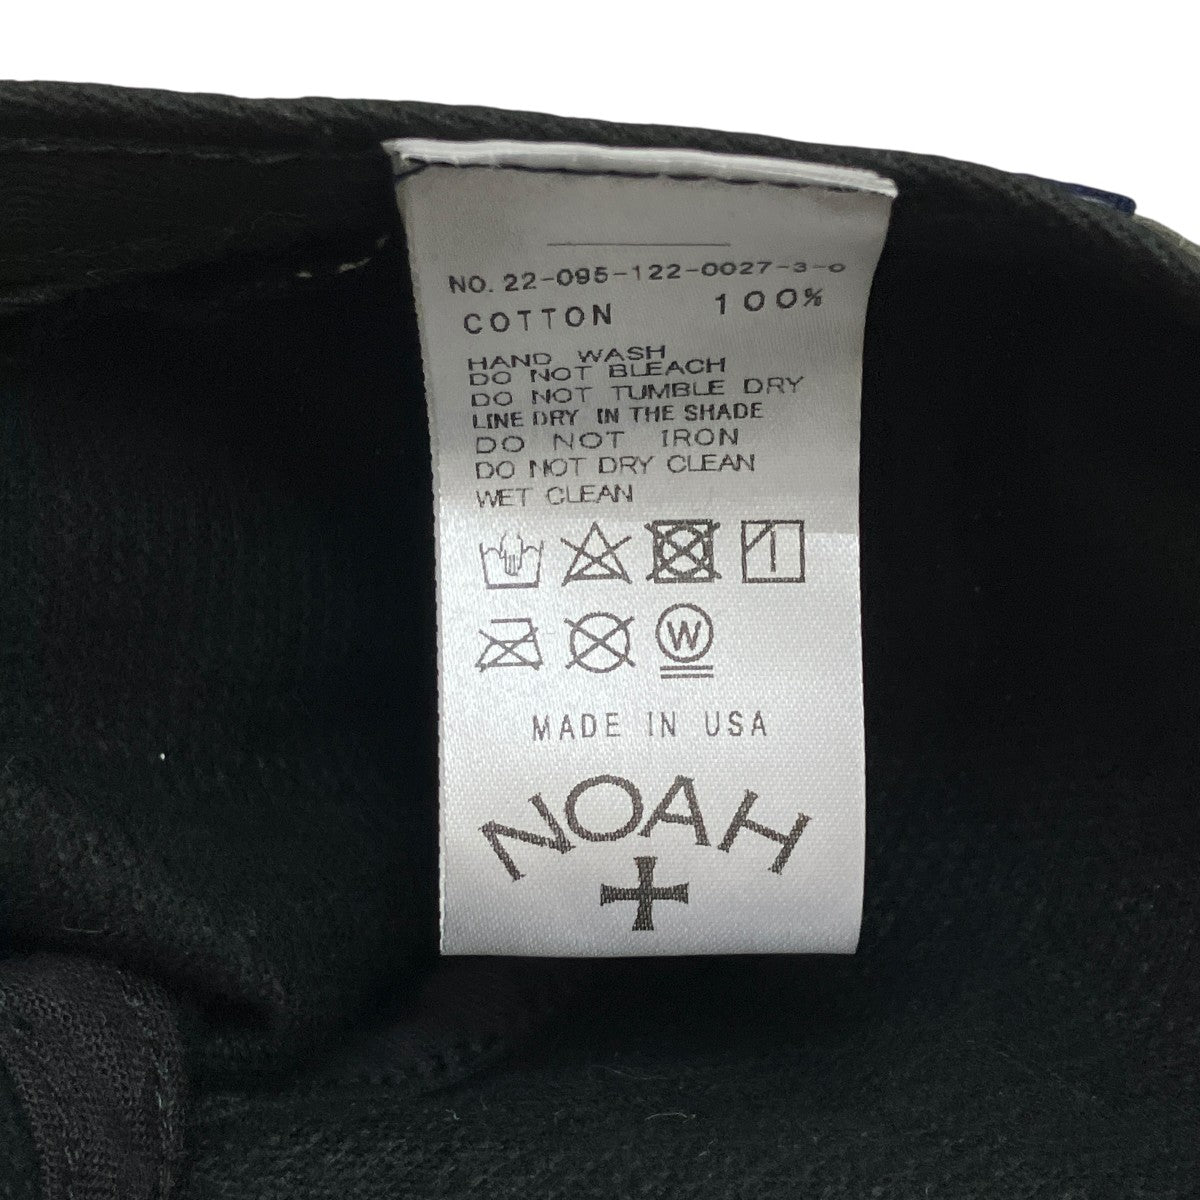 NO. 22-095-122-0027-3-0
COTTON 100%
HAND WASH
DO NOT BLEACH
DO NOT TUMBLE DRY
LINE DRY IN THE SHADE
DO NOT IRON
DO NOT DRY CLEAN
WET CLEAN
W
MADE IN USA
NOAH